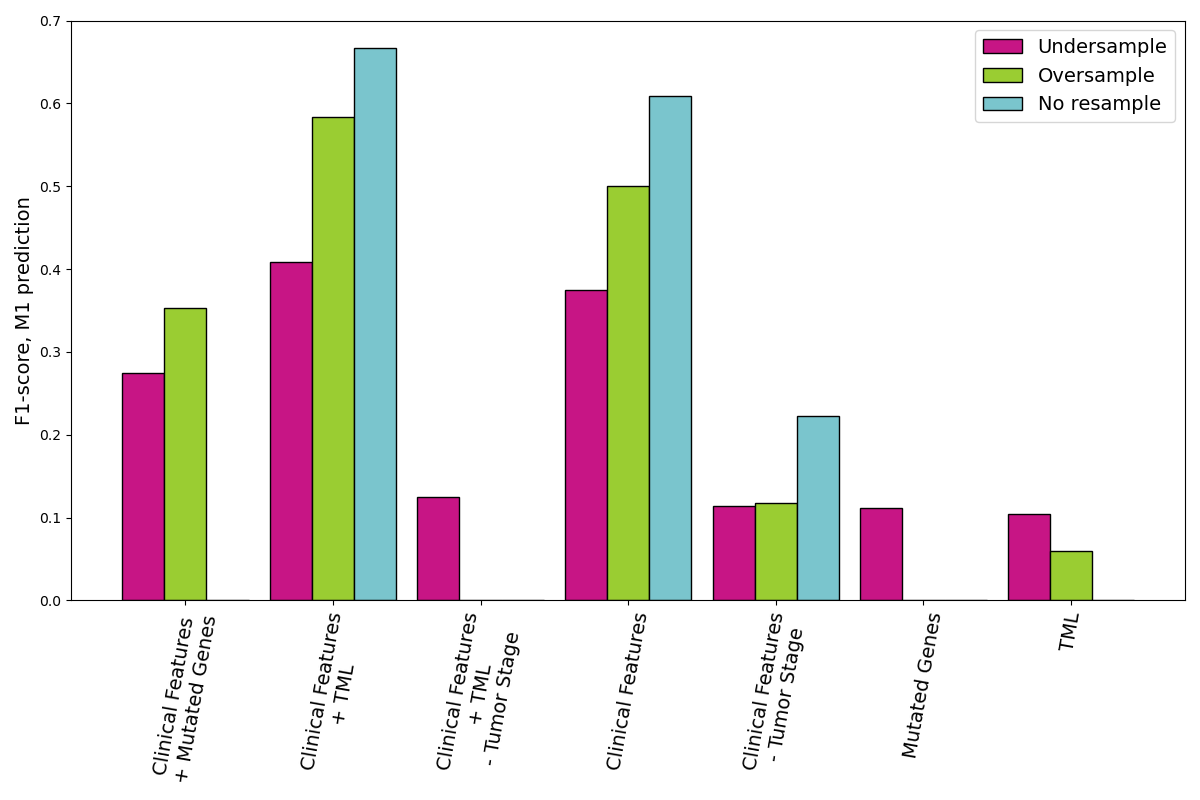 0.7
0.6
0.5
0.4
0.3
0.2
0.1
0.0
F1-score, M1 prediction
Undersample
Oversample
No resample
Clinical Features
+ Mutated Genes
Clinical Features
+ TML
Clinical Features
+ TML
- Tumor Stage
Clinical Features
Clinical Features
- Tumor Stage
Mutated Genes
TML